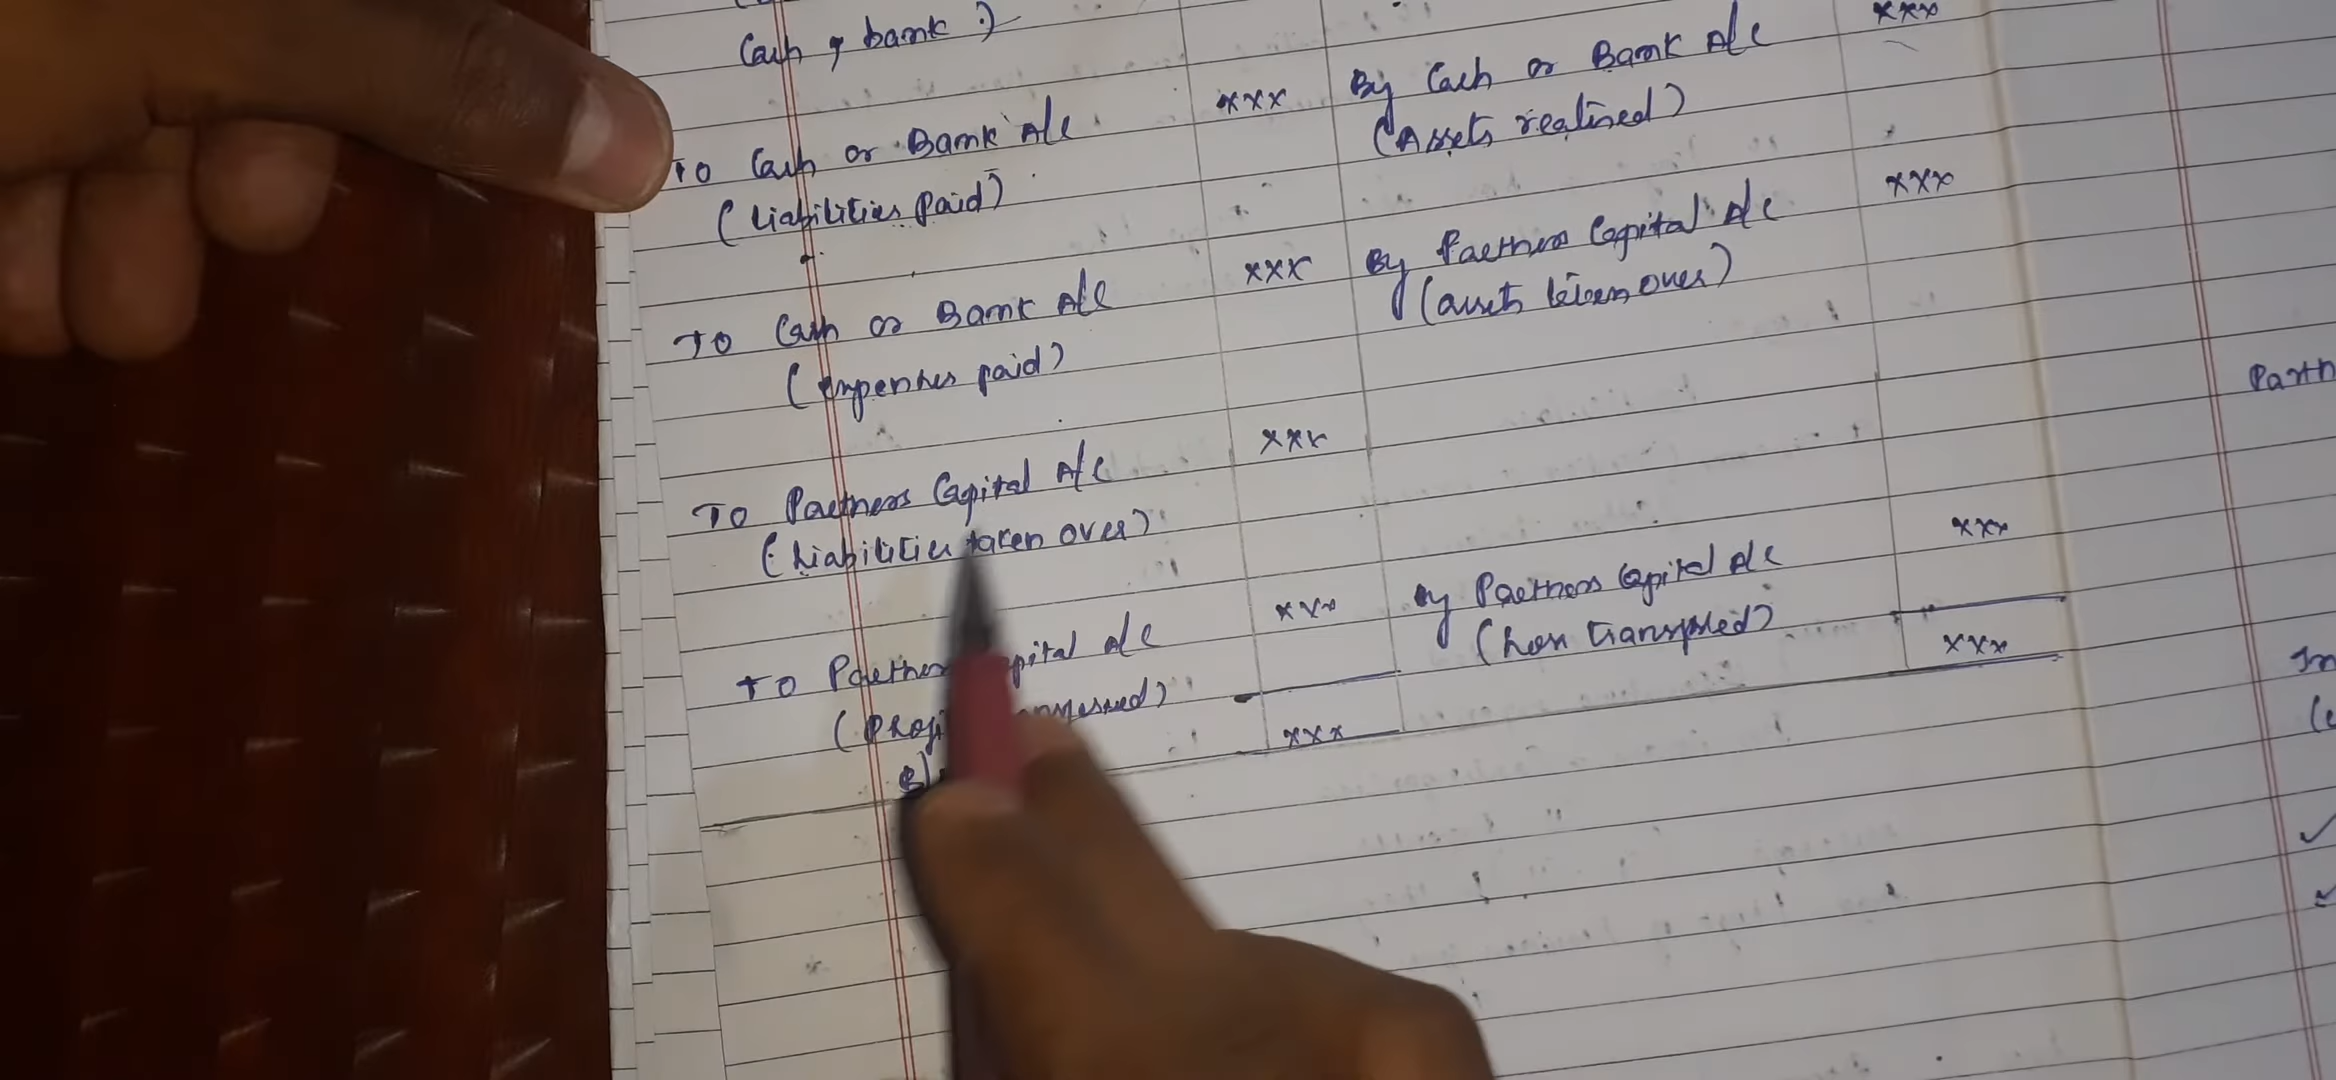 Cash & bank :)
To Cash or Bank A/c xxx
(Liabilities paid)
To Cash or Bank A/c xxx
(expenses paid)
To Partners Capital A/c xxx
(Liabilities taken over)
To Capital A/c xxx
xxx
By Cash or Bank A/c xxx
(Assets realised)
By Partners Capital A/c xxx
(assets taken over)
By Partners Capital A/c xxx
(Loss transferred)
xxx
Partn